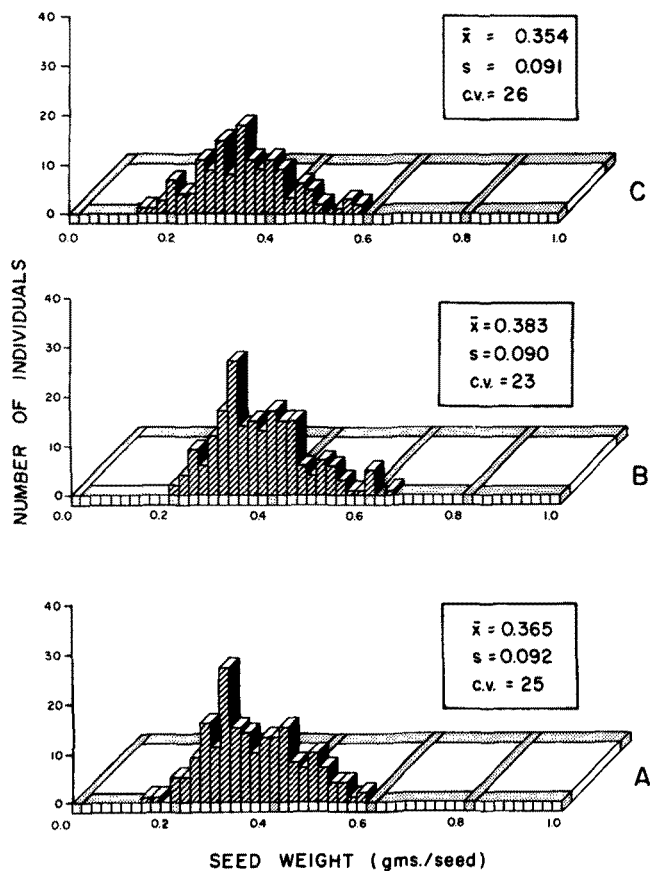 40
30
20
10
0
0.0 0.2 0.4 0.6 0.8 1.0
x̄ = 0.354
s = 0.091
c.v. = 26
C
NUMBER OF INDIVIDUALS
40
30
20
10
0
0.0 0.2 0.4 0.6 0.8 1.0
x̄ = 0.383
s = 0.090
c.v. = 23
B
40
30
20
10
0
0.0 0.2 0.4 0.6 0.8 1.0
x̄ = 0.365
s = 0.092
c.v. = 25
A
SEED WEIGHT (gms./seed)